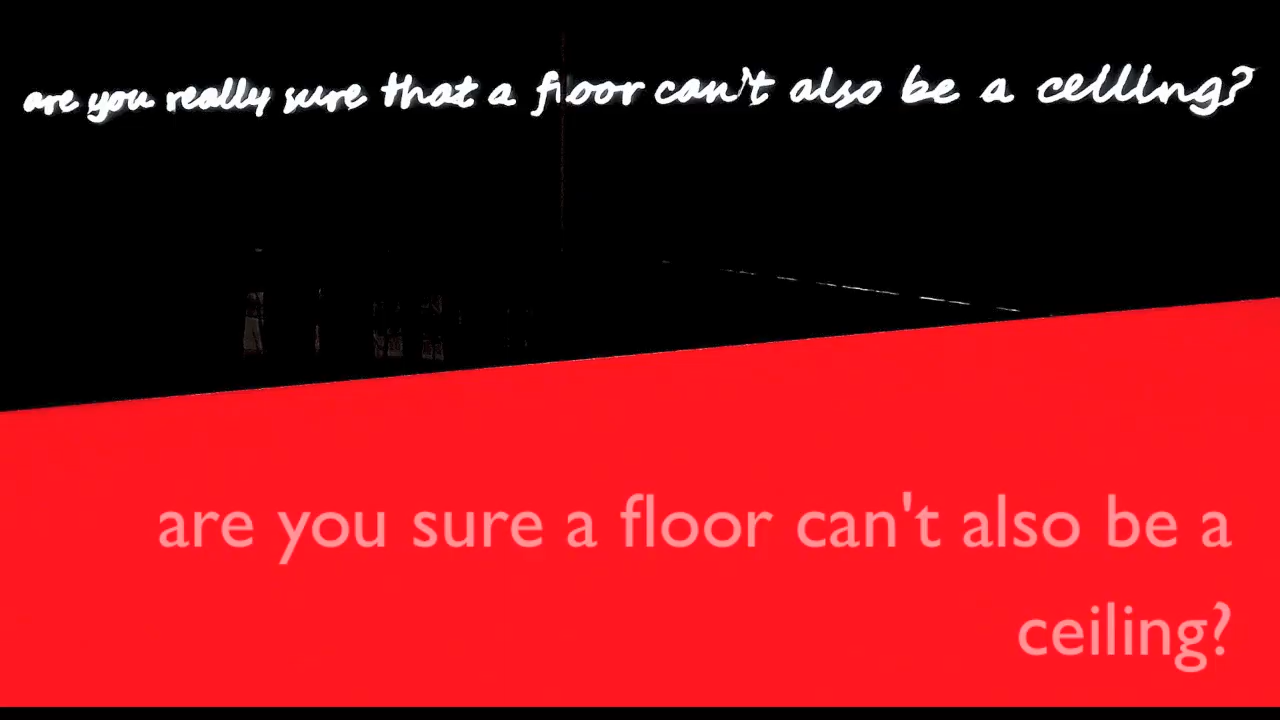 are you really sure that a floor can't also be a ceiling?
are you sure a floor can't also be a
ceiling?